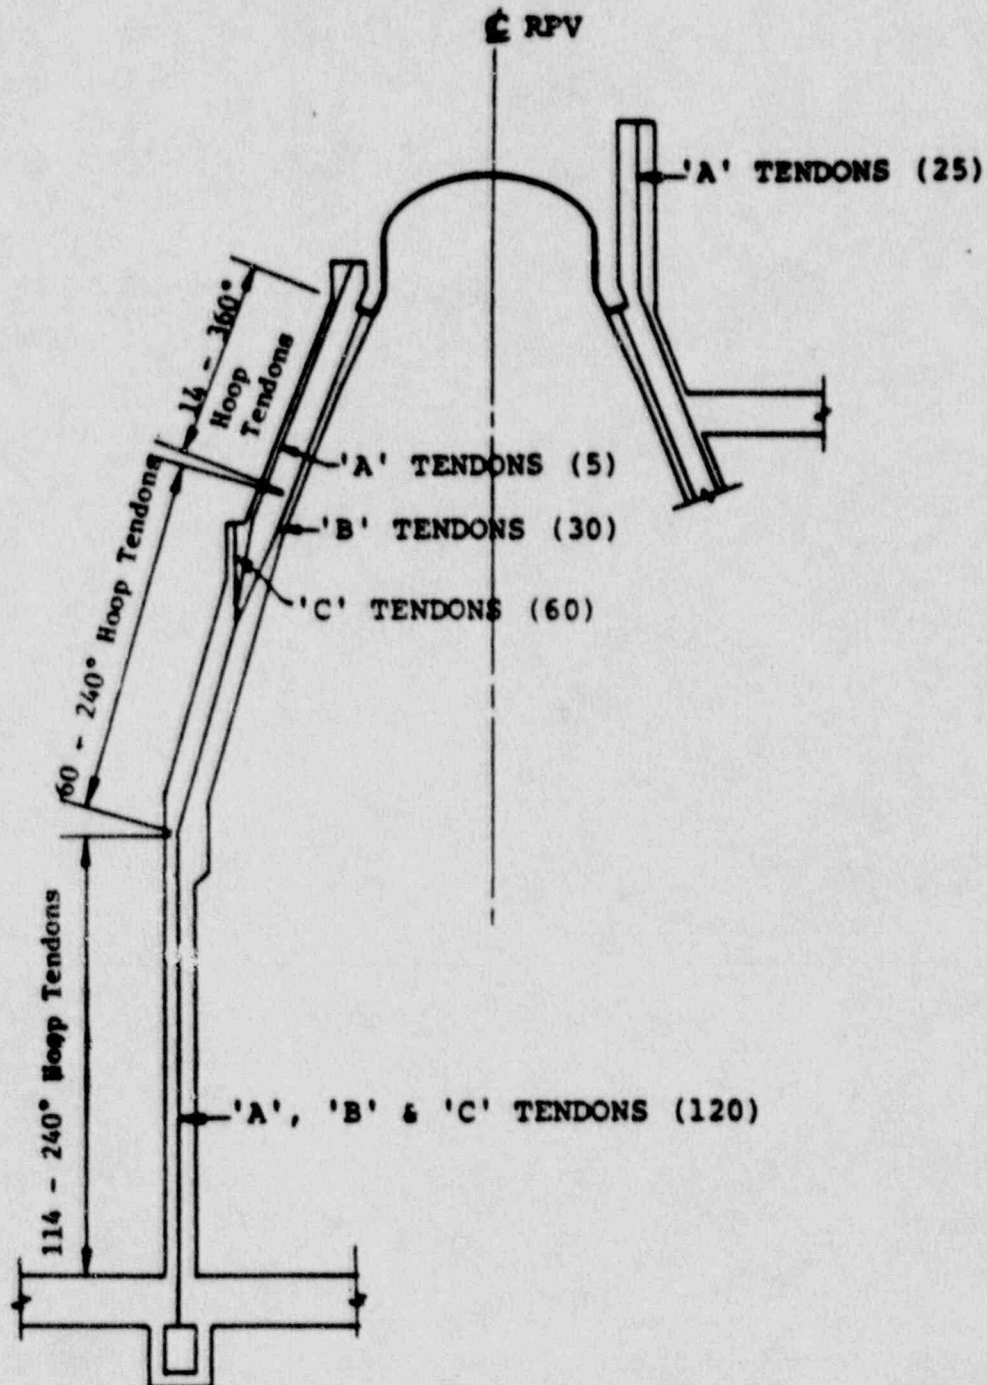 ℄ RPV
'A' TENDONS (25)
14 - 360°
Hoop
Tendons
'A' TENDONS (5)
'B' TENDONS (30)
'C' TENDONS (60)
60 - 240° Hoop Tendons
114 - 240° Hoop Tendons
'A', 'B' & 'C' TENDONS (120)